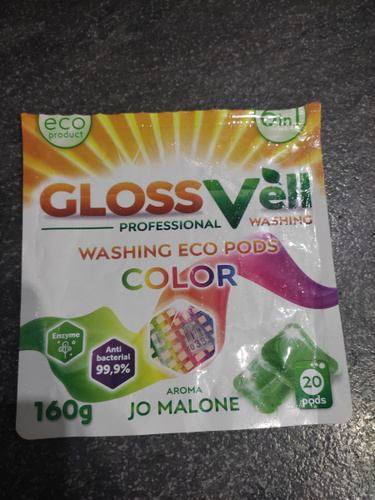 eco
product
6in1
GLOSS Vell
PROFESSIONAL WASHING
WASHING ECO PODS
COLOR
Enzyme
Anti
bacterial
99,9%
AROMA
JO MALONE
160g
20
pods